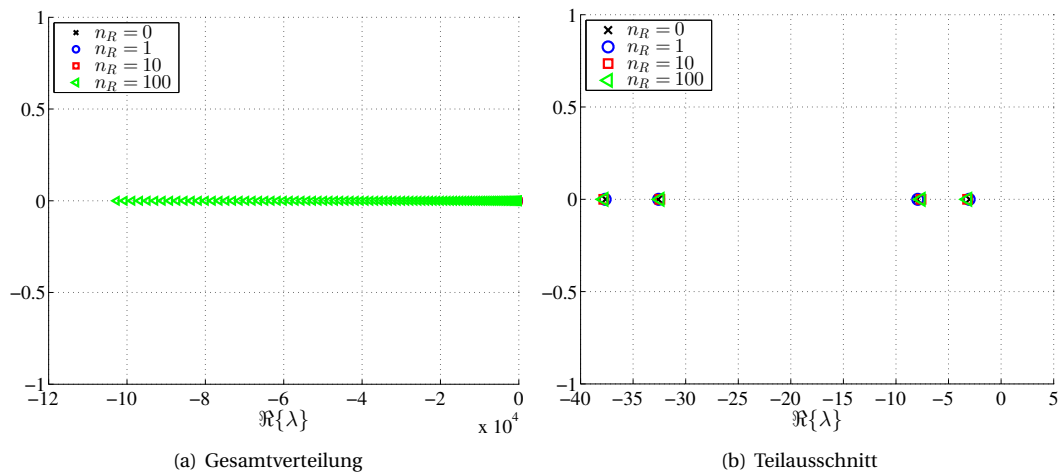 1
0.5
0
−0.5
−1
−12
−10
−8
−6
−4
−2
0
x 10⁴
ℜ{λ}
n_R = 0
n_R = 1
n_R = 10
n_R = 100
(a) Gesamtverteilung
1
0.5
0
−0.5
−1
−40
−35
−30
−25
−20
−15
−10
−5
0
5
ℜ{λ}
n_R = 0
n_R = 1
n_R = 10
n_R = 100
(b) Teilausschnitt